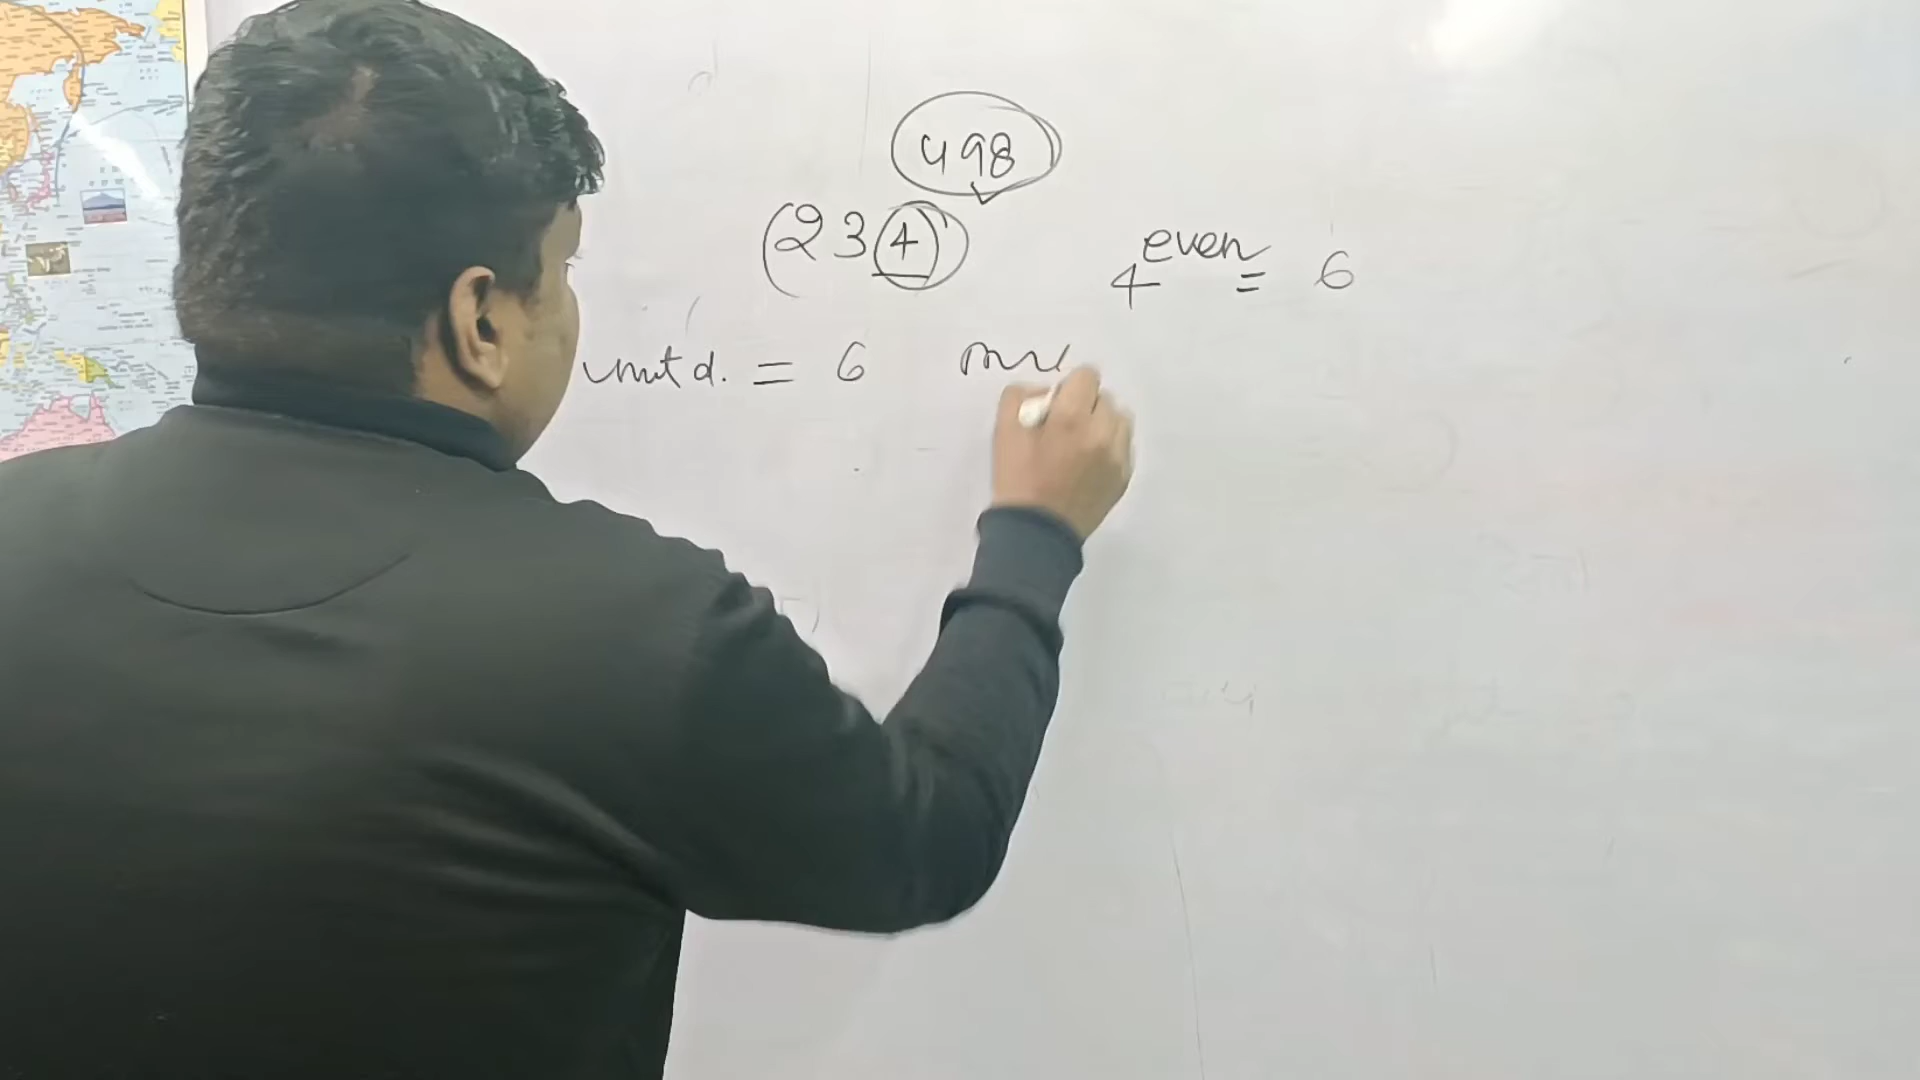 498
(234)
4^even = 6
unit d. = 6